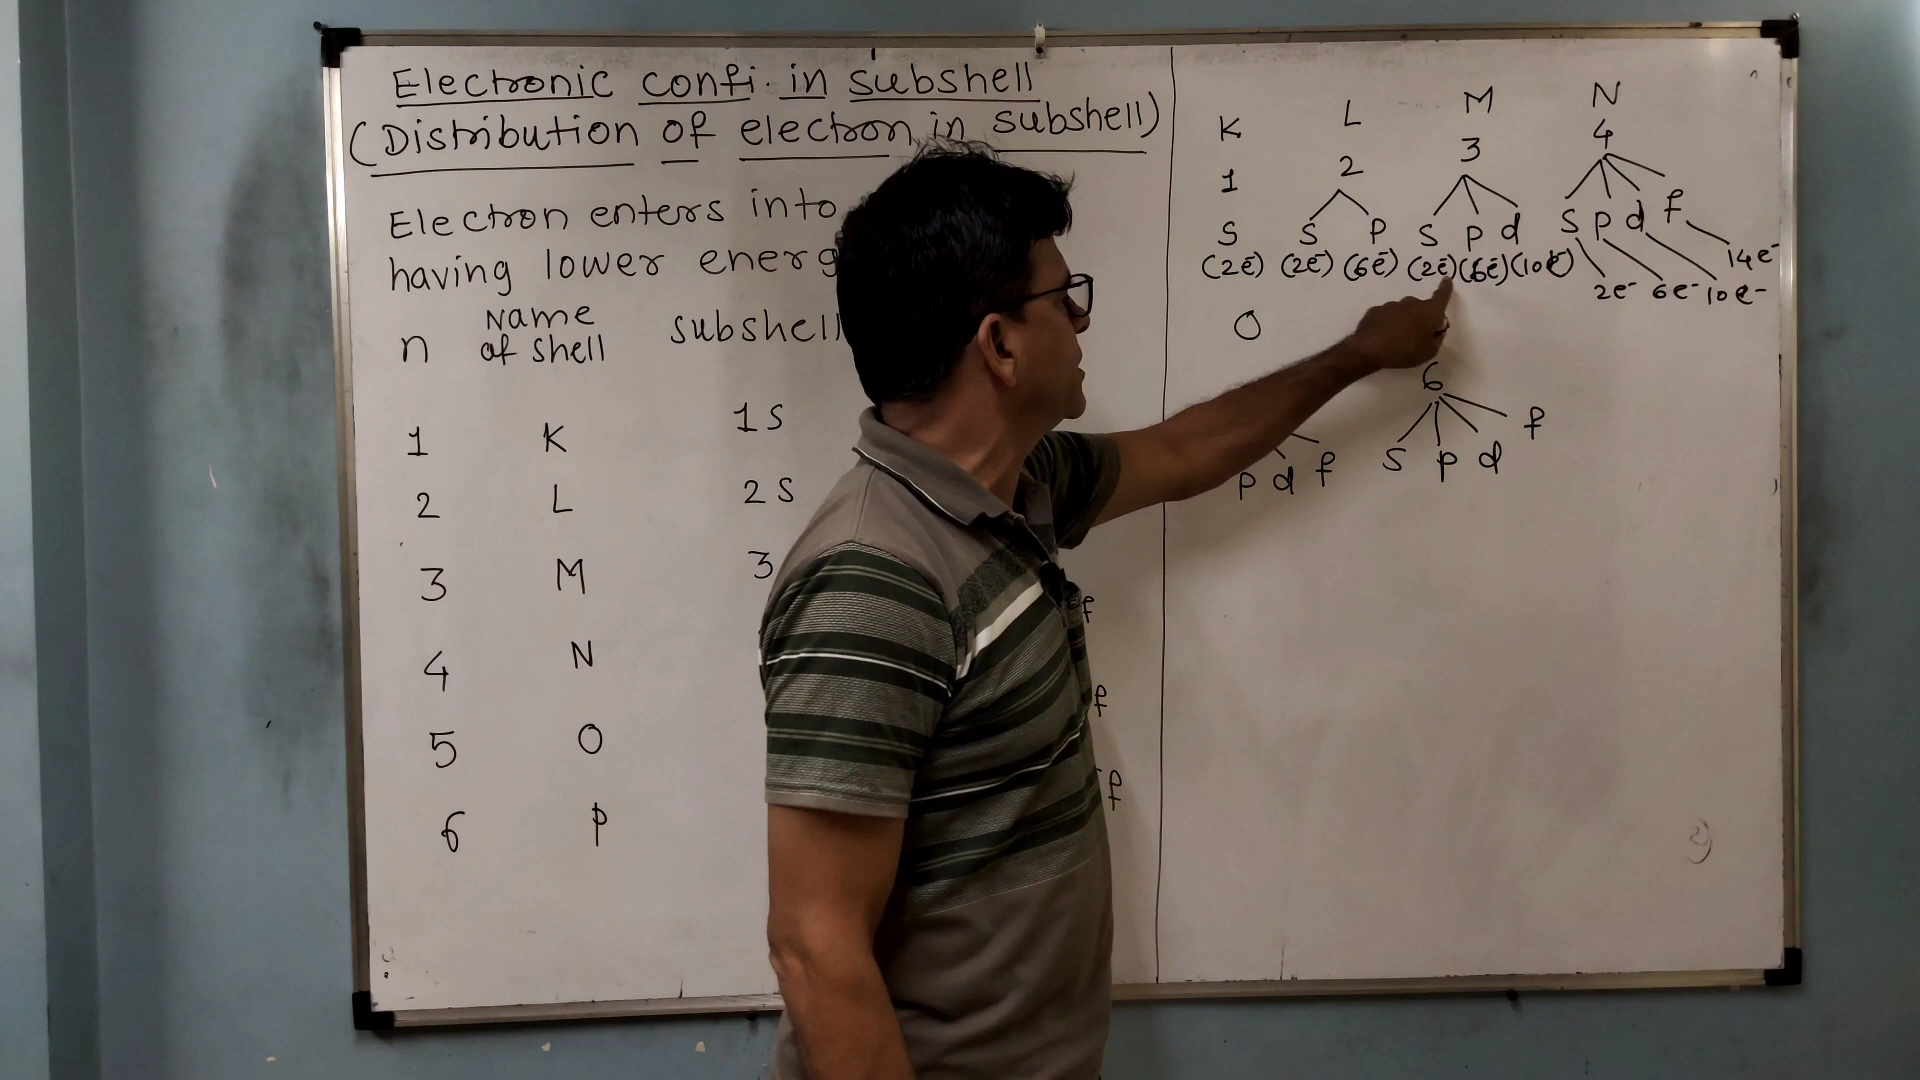 Electronic confi. in subshell
(Distribution of electron in subshell)
Electron enters into
having lower energ
n Name of shell subshell
1 K 1s
2 L 2s
3 M 3 f
4 N f
5 O f
6 P
K L M N
1 2 3 4
s s p s p d s p d f
(2e̅) (2e̅) (6e̅) (2e̅) (6e̅) (10e̅) 2e- 6e- 10e- 14e-
O
6
p d f s p d f